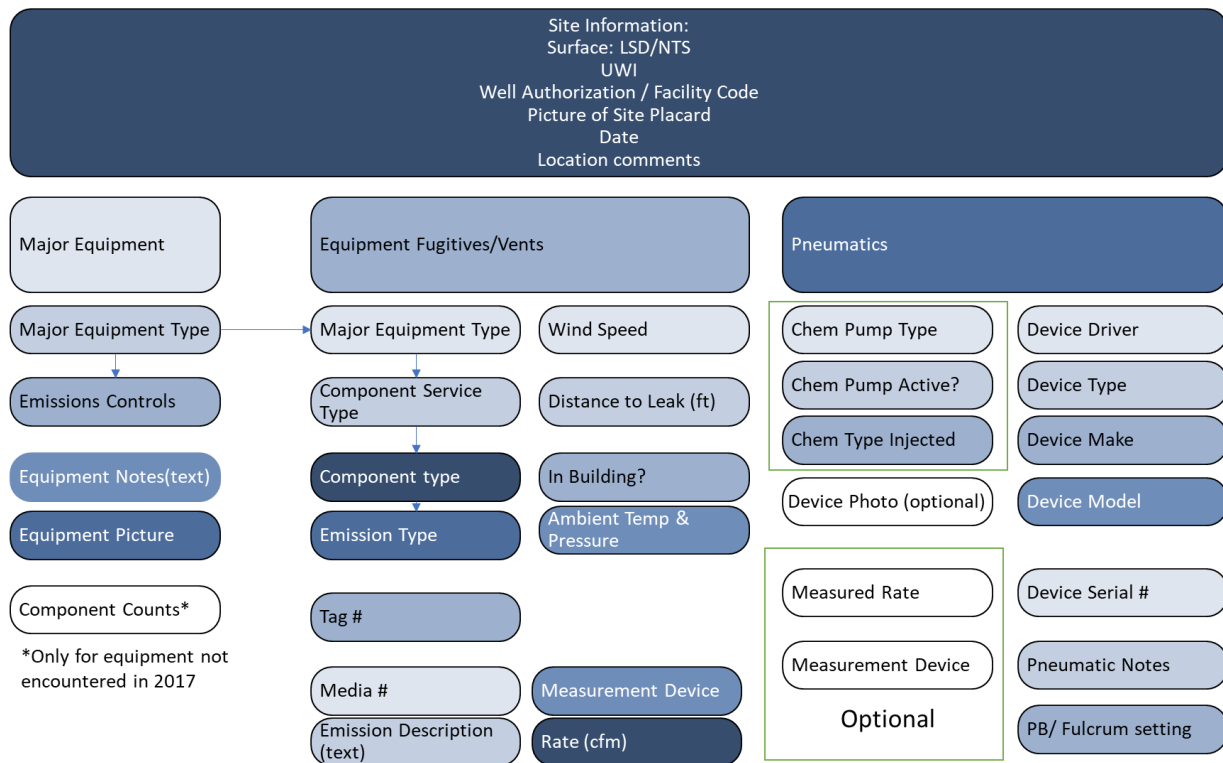 Site Information:
Surface: LSD/NTS
UWI
Well Authorization / Facility Code
Picture of Site Placard
Date
Location comments
Major Equipment
Major Equipment Type
Emissions Controls
Equipment Notes(text)
Equipment Picture
Component Counts*
*Only for equipment not
encountered in 2017
Equipment Fugitives/Vents
Major Equipment Type
Component Service
Type
Component type
Emission Type
Tag #
Media #
Emission Description
(text)
Wind Speed
Distance to Leak (ft)
In Building?
Ambient Temp &
Pressure
Measurement Device
Rate (cfm)
Pneumatics
Chem Pump Type
Chem Pump Active?
Chem Type Injected
Device Photo (optional)
Measured Rate
Measurement Device
Optional
Device Driver
Device Type
Device Make
Device Model
Device Serial #
Pneumatic Notes
PB/ Fulcrum setting